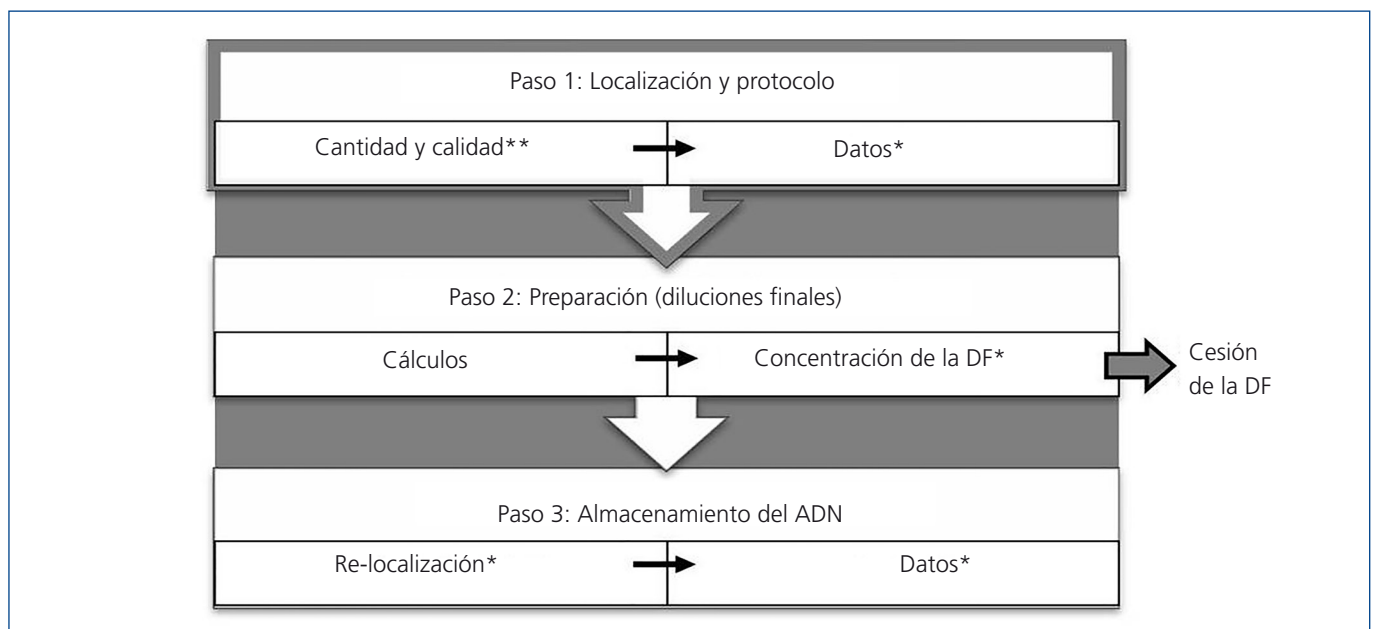 Paso 1: Localización y protocolo
Cantidad y calidad**
Datos*
Paso 2: Preparación (diluciones finales)
Cálculos
Concentración de la DF*
Cesión
de la DF
Paso 3: Almacenamiento del ADN
Re-localización*
Datos*